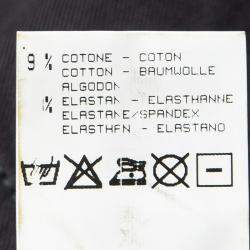 9 % COTONE - COTON
COTTON - BAUMWOLLE
ALGODON
% ELASTAN - ELASTHANNE
ELASTANE/SPANDEX
ELASTHAN - ELASTANO